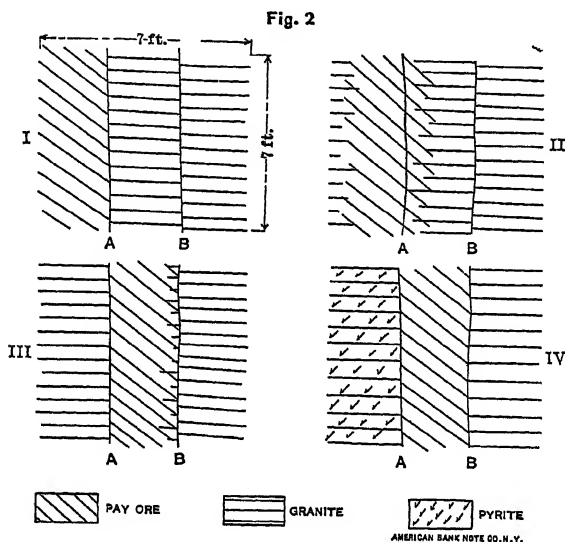 Fig. 2
7-ft.
7 ft.
I
A B
II
A B
III
A B
IV
A B
PAY ORE
GRANITE
PYRITE
AMERICAN BANK NOTE CO.N.Y.